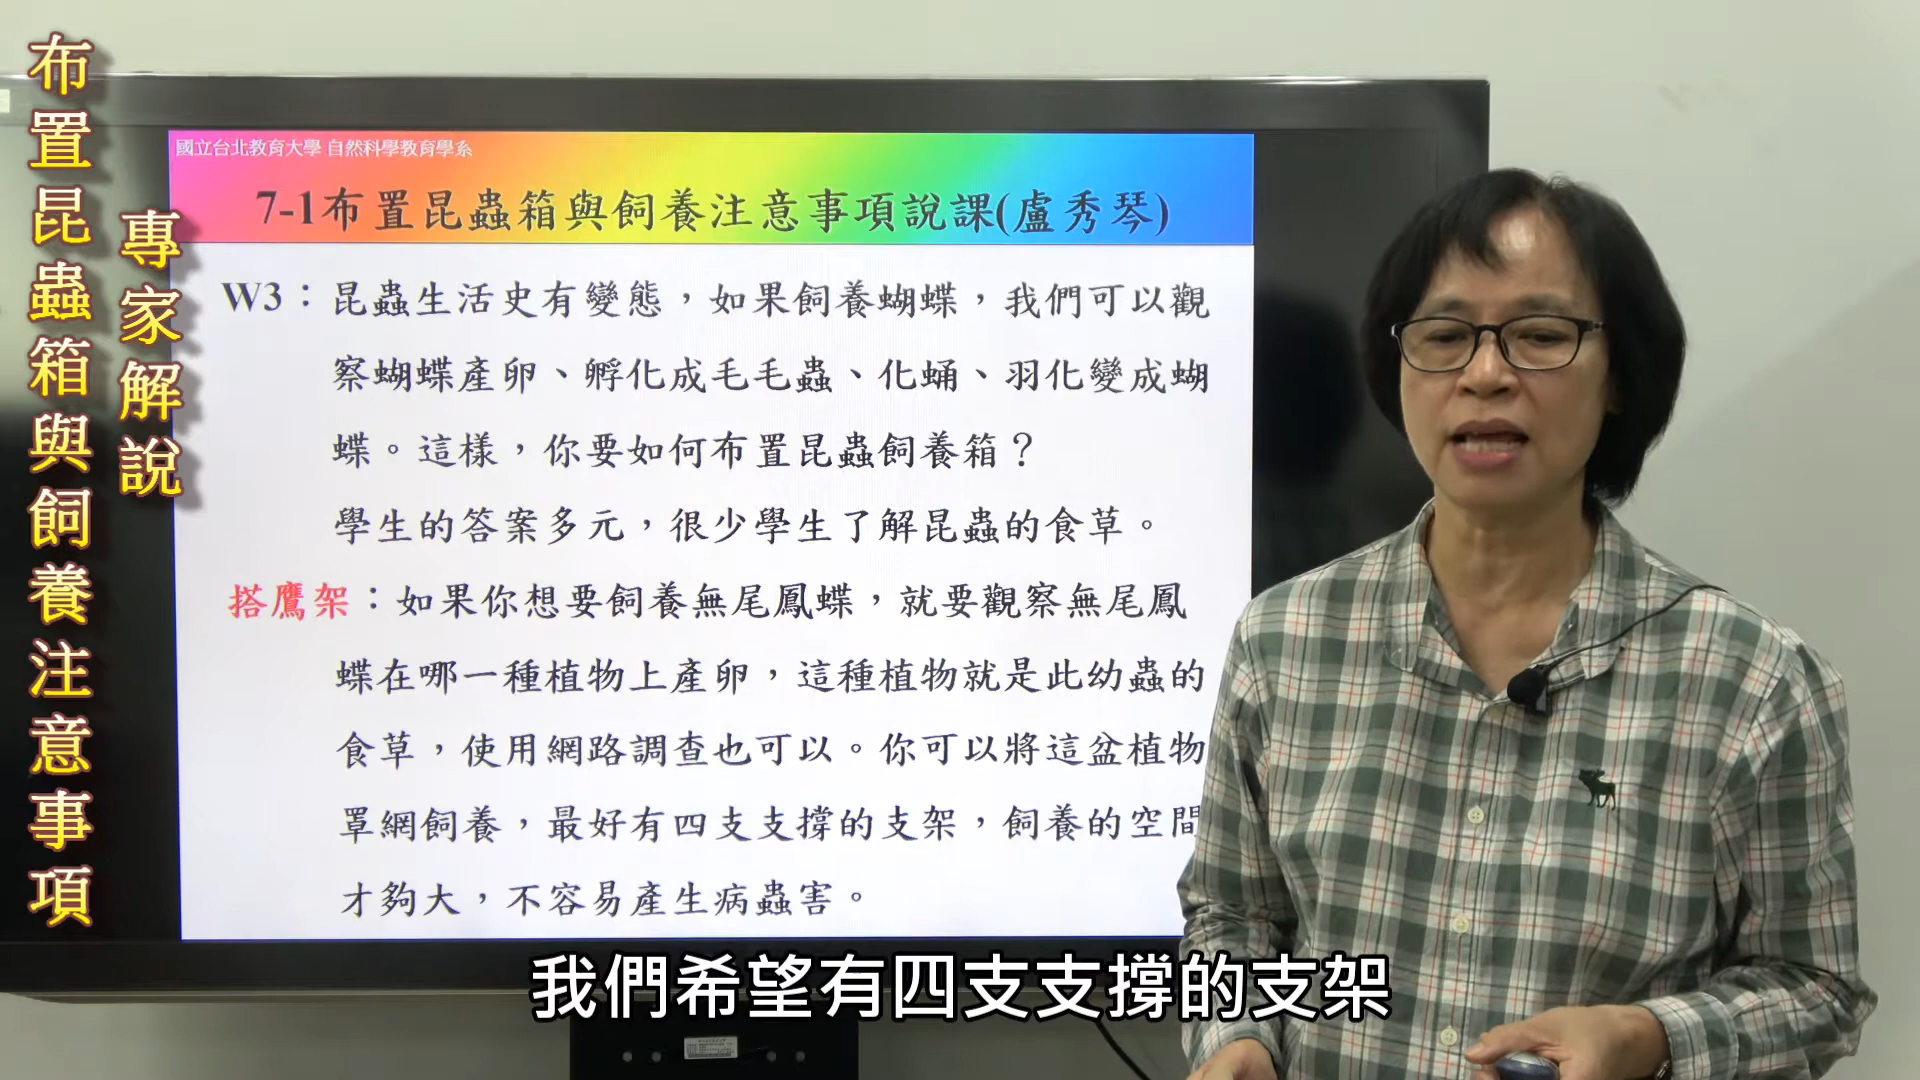 布置昆蟲箱與飼養注意事項
專家解說
國立台北教育大學 自然科學教育學系
7-1布置昆蟲箱與飼養注意事項說課(盧秀琴)
W3：昆蟲生活史有變態，如果飼養蝴蝶，我們可以觀
察蝴蝶產卵、孵化成毛毛蟲、化蛹、羽化變成蝴
蝶。這樣，你要如何布置昆蟲飼養箱？
學生的答案多元，很少學生了解昆蟲的食草。
搭鷹架：如果你想要飼養無尾鳳蝶，就要觀察無尾鳳
蝶在哪一種植物上產卵，這種植物就是此幼蟲的
食草，使用網路調查也可以。你可以將這盆植物
罩網飼養，最好有四支支撐的支架，飼養的空間
才夠大，不容易產生病蟲害。
我們希望有四支支撐的支架